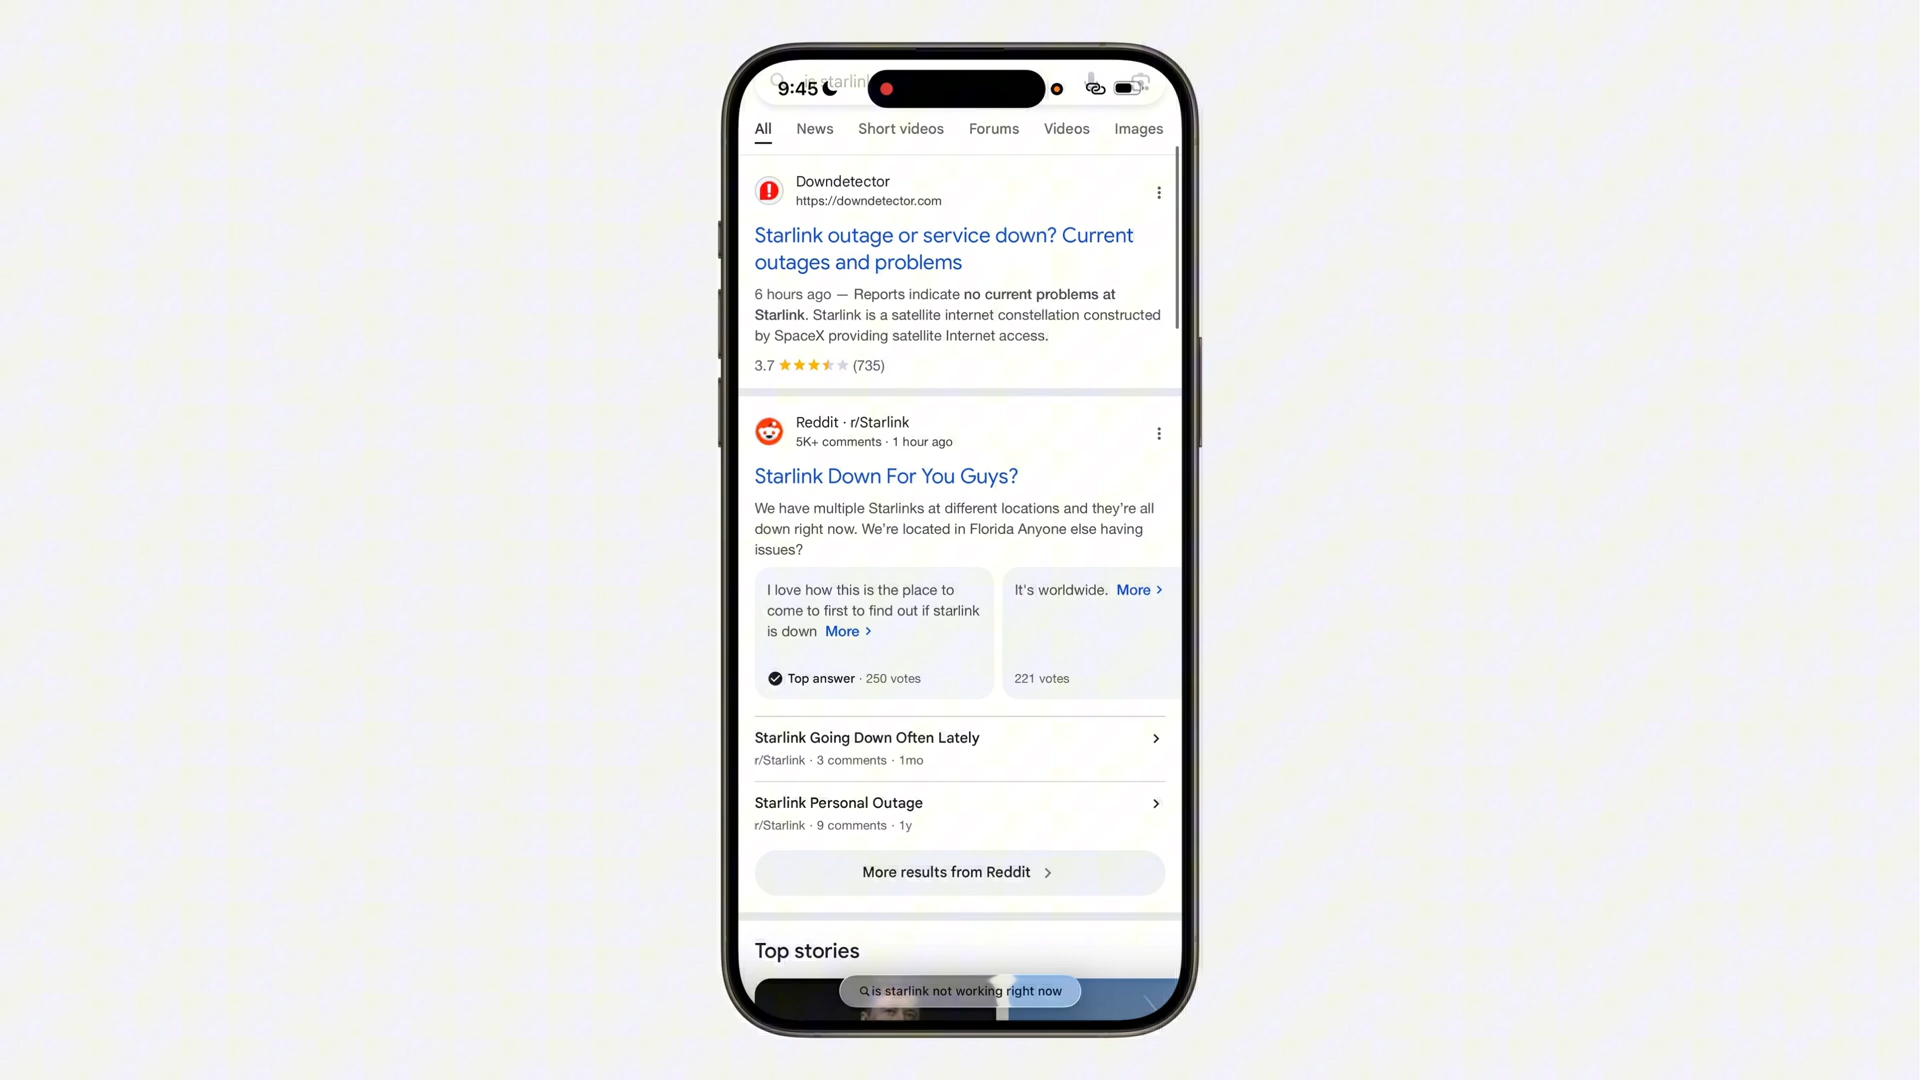 is starlin
9:45
All News Short videos Forums Videos Images
Downdetector
https://downdetector.com
Starlink outage or service down? Current
outages and problems
6 hours ago — Reports indicate no current problems at
Starlink. Starlink is a satellite internet constellation constructed
by SpaceX providing satellite Internet access.
3.7 (735)
Reddit · r/Starlink
5K+ comments · 1 hour ago
Starlink Down For You Guys?
We have multiple Starlinks at different locations and they're all
down right now. We're located in Florida Anyone else having
issues?
I love how this is the place to
come to first to find out if starlink
is down More
Top answer · 250 votes
It's worldwide. More
221 votes
Starlink Going Down Often Lately
r/Starlink · 3 comments · 1mo
Starlink Personal Outage
r/Starlink · 9 comments · 1y
More results from Reddit
Top stories
is starlink not working right now